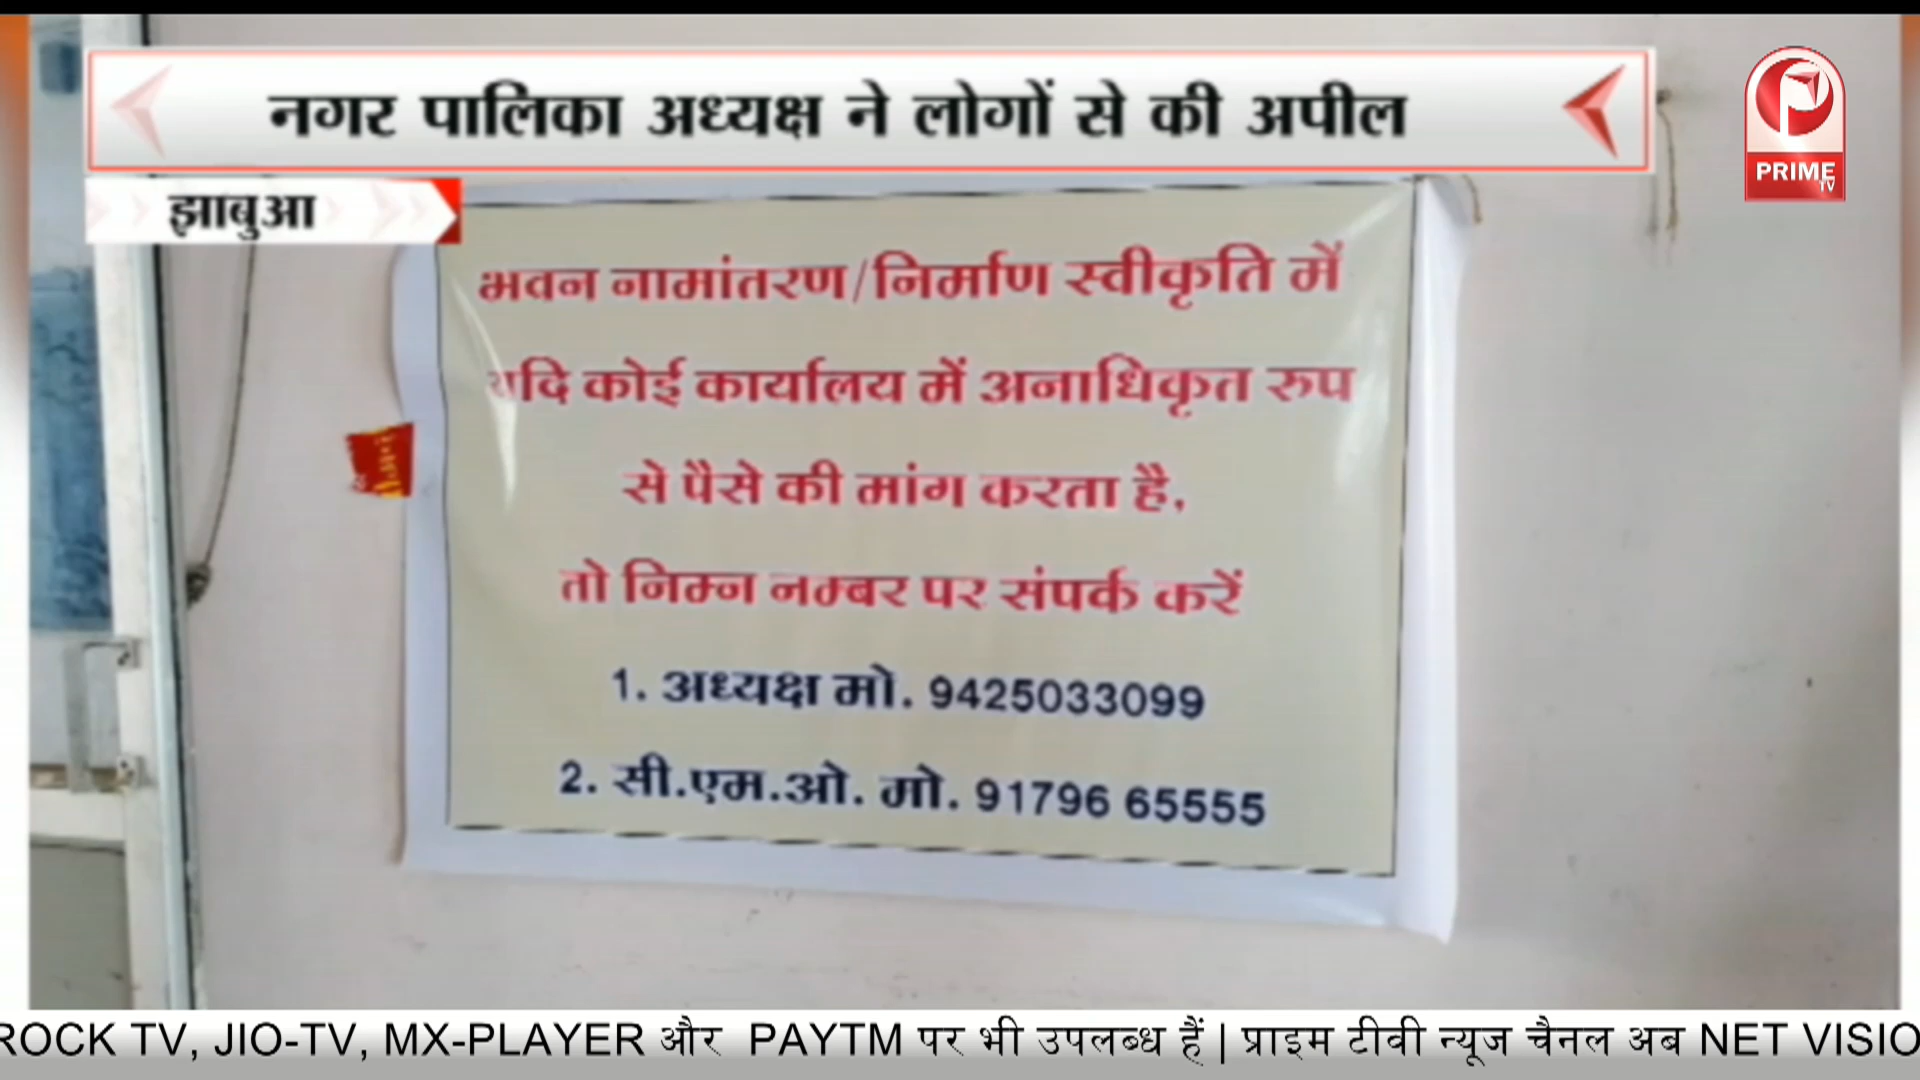 नगर पालिका अध्यक्ष ने लोगों से की अपील
PRIME
TV
झाबुआ
भवन नामांतरण/निर्माण स्वीकृति में
यदि कोई कार्यालय में अनाधिकृत रुप
से पैसे की मांग करता है,
तो निम्न नम्बर पर संपर्क करें
1. अध्यक्ष मो. 9425033099
2. सी.एम.ओ. मो. 91796 65555
ROCK TV, JIO-TV, MX-PLAYER और PAYTM पर भी उपलब्ध हैं | प्राइम टीवी न्यूज चैनल अब NET VISIO